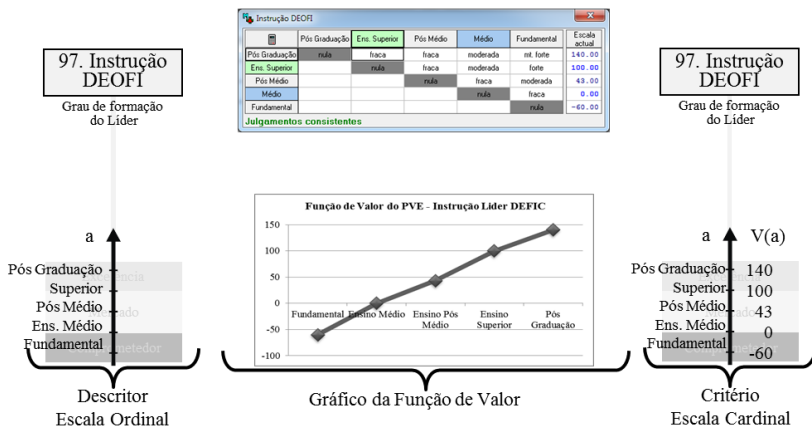 Instrução DEOFI
Pós Graduação Ens. Superior Pós Médio Médio Fundamental Escala actual
Pós Graduação nula fraca fraca moderada mt. forte 140.00
Ens. Superior nula fraca moderada forte 100.00
Pós Médio nula fraca moderada 43.00
Médio nula fraca 0.00
Fundamental nula -60.00
Julgamentos consistentes
97. Instrução
DEOFI
Grau de formação
do Líder
a
Pós Graduação
Superior
Pós Médio
Ens. Médio
Fundamental
Descritor
Escala Ordinal
Função de Valor do PVE - Instrução Lider DEFIC
150
100
50
0
-50
-100
Fundamental
Ensino Médio
Ensino Pós
Médio
Ensino
Superior
Pós
Graduação
Gráfico da Função de Valor
97. Instrução
DEOFI
Grau de formação
do Líder
a V(a)
Pós Graduação 140
Superior 100
Pós Médio 43
Ens. Médio 0
Fundamental -60
Critério
Escala Cardinal